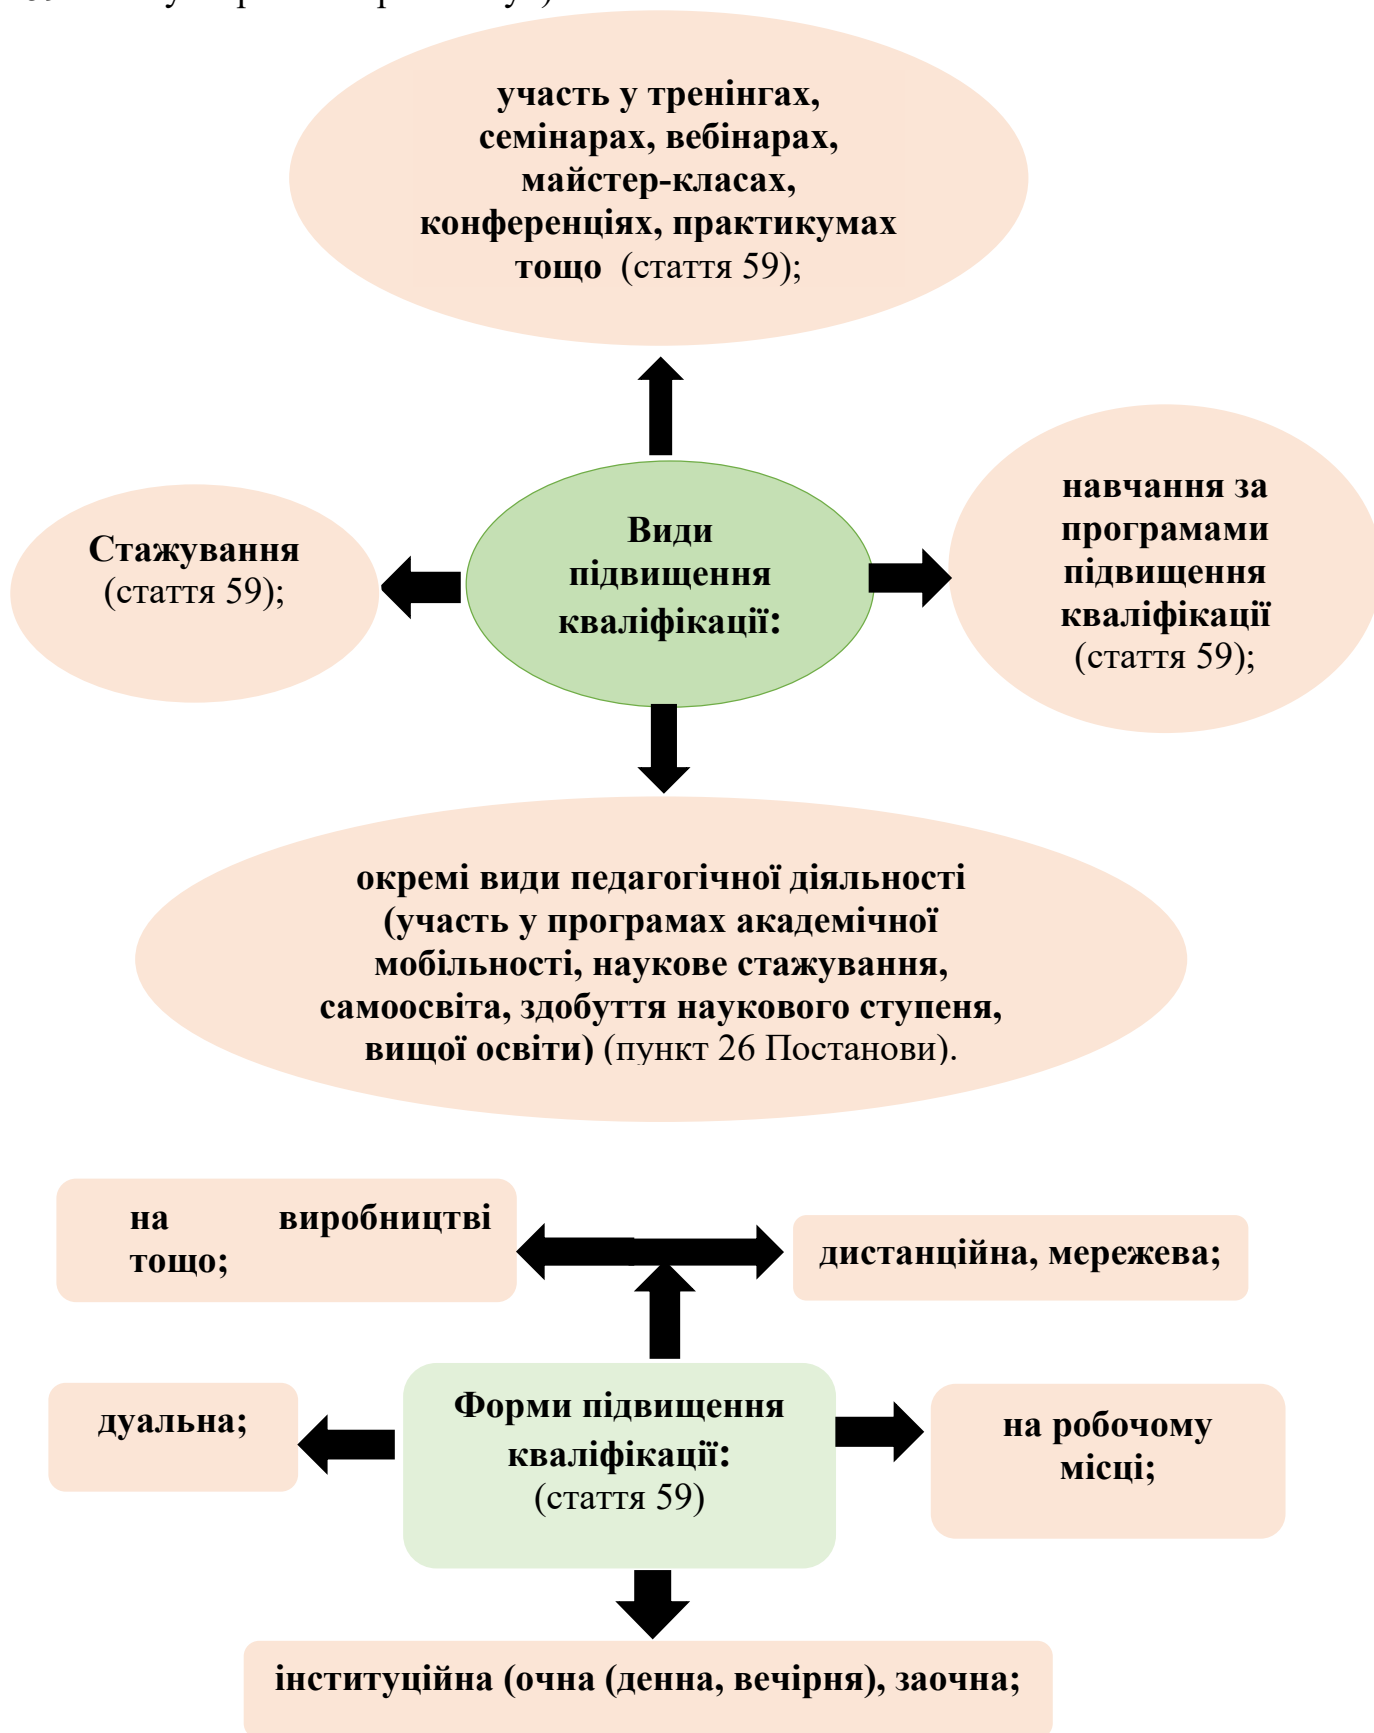 участь у тренінгах,
семінарах, вебінарах,
майстер-класах,
конференціях, практикумах
тощо (стаття 59);
Стажування
(стаття 59);
Види
підвищення
кваліфікації:
навчання за
програмами
підвищення
кваліфікації
(стаття 59);
окремі види педагогічної діяльності
(участь у програмах академічної
мобільності, наукове стажування,
самоосвіта, здобуття наукового ступеня,
вищої освіти) (пункт 26 Постанови).
на виробництві
тощо;
дистанційна, мережева;
дуальна;
Форми підвищення
кваліфікації:
(стаття 59)
на робочому
місці;
інституційна (очна (денна, вечірня), заочна;